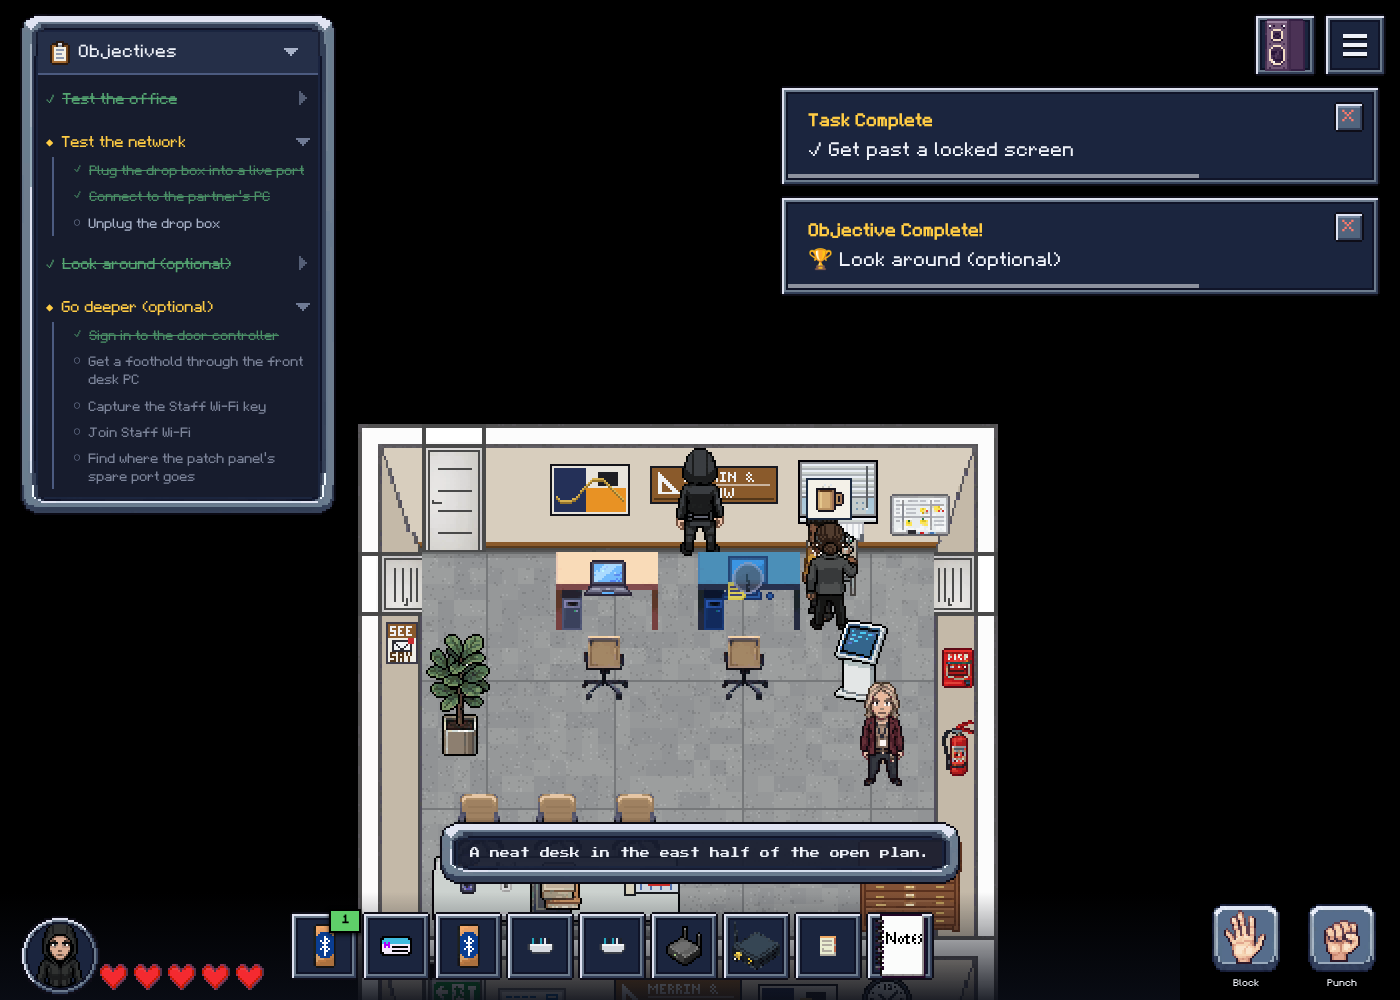 Objectives
Test the office
Test the network
Plug the drop box into a live port
Connect to the partner's PC
Unplug the drop box
Look around (optional)
Go deeper (optional)
Sign in to the door controller
Get a foothold through the front
desk PC
Capture the Staff Wi-Fi key
Join Staff Wi-Fi
Find where the patch panel's
spare port goes
Task Complete
✓ Get past a locked screen
Objective Complete!
🏆 Look around (optional)
SEE
SAY
FIRE
A neat desk in the east half of the open plan.
1
Notes
MERRIN &
Block
Punch